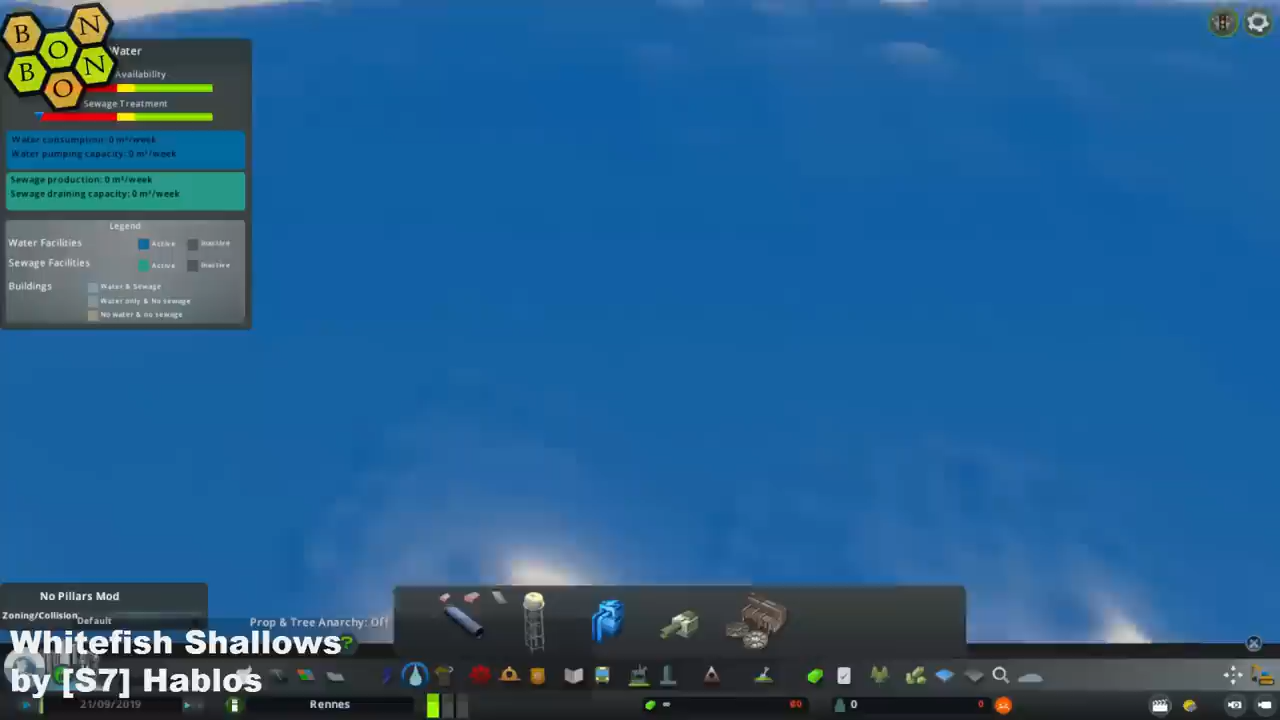 B O N
B O N
Water
Availability
Sewage Treatment
Water consumption: 0 m³/week
Water pumping capacity: 0 m³/week
Sewage production: 0 m³/week
Sewage draining capacity: 0 m³/week
Legend
Water Facilities Active Inactive
Sewage Facilities Active Inactive
Buildings Water & Sewage
Water only & No sewage
No water & no sewage
No Pillars Mod
Zoning/Collision Default
Prop & Tree Anarchy: Off
Whitefish Shallows
by [S7] Hablos
21/09/2019 Rennes ∞ 0 0